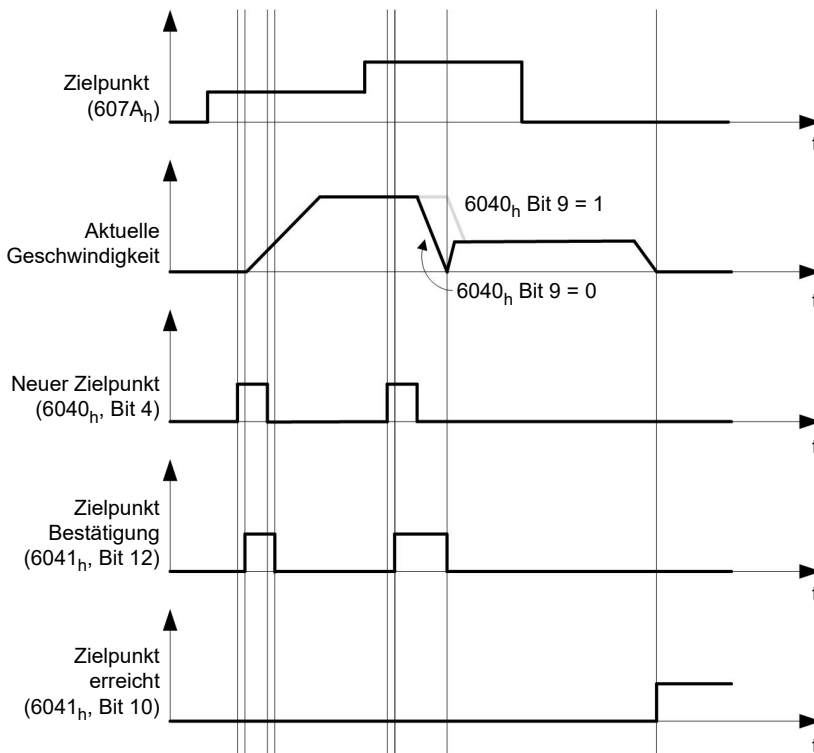 Zielpunkt
(607Ah)
t
Aktuelle
Geschwindigkeit
6040h Bit 9 = 1
6040h Bit 9 = 0
t
Neuer Zielpunkt
(6040h, Bit 4)
t
Zielpunkt
Bestätigung
(6041h, Bit 12)
t
Zielpunkt
erreicht
(6041h, Bit 10)
t